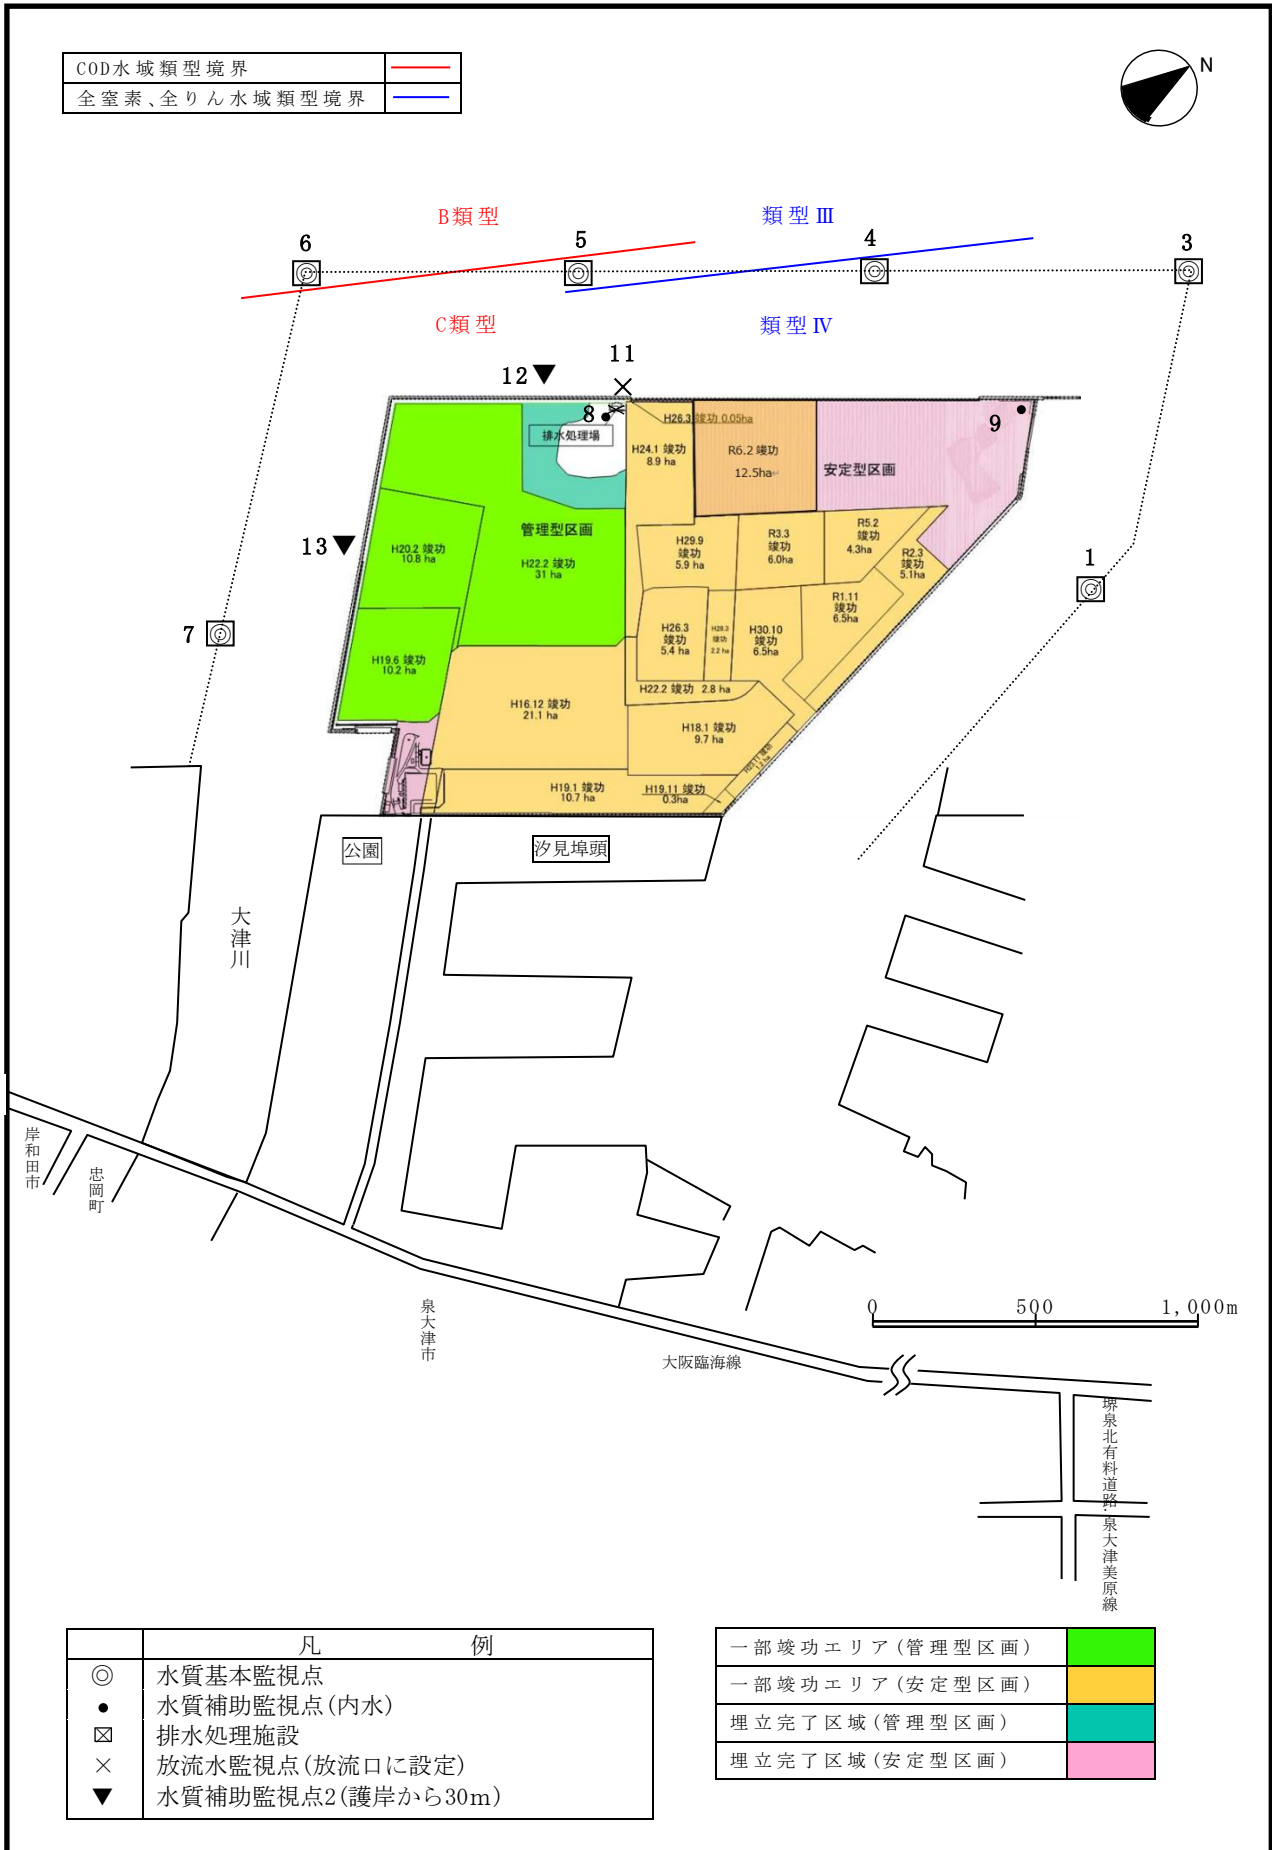 COD水域類型境界
全窒素、全りん水域類型境界
N
B類型
類型Ⅲ
6
5
4
3
C類型
類型Ⅳ
11
12
8
9
排水処理場
H26.3 竣功 0.05ha
H24.1 竣功
8.9 ha
R6.2 竣功
12.5ha
安定型区画
管理型区画
H22.2 竣功
31 ha
13
H20.2 竣功
10.8 ha
H29.9
竣功
5.9 ha
R3.3
竣功
6.0ha
R5.2
竣功
4.3ha
R2.3
竣功
5.1ha
1
R1.11
竣功
6.5ha
7
H26.3
竣功
5.4 ha
H28.3
竣功
2.2 ha
H30.10
竣功
6.5ha
H19.6 竣功
10.2 ha
H22.2 竣功 2.8 ha
H16.12 竣功
21.1 ha
H18.1 竣功
9.7 ha
H19.1 竣功
10.7 ha
H19.11 竣功
0.3ha
公園
汐見埠頭
大津川
岸和田市
忠岡町
泉大津市
大阪臨海線
0 500 1,000m
堺泉北有料道路・泉大津美原線
凡例
◎ 水質基本監視点
● 水質補助監視点(内水)
☒ 排水処理施設
× 放流水監視点(放流口に設定)
▼ 水質補助監視点2(護岸から30m)
一部竣功エリア(管理型区画)
一部竣功エリア(安定型区画)
埋立完了区域(管理型区画)
埋立完了区域(安定型区画)